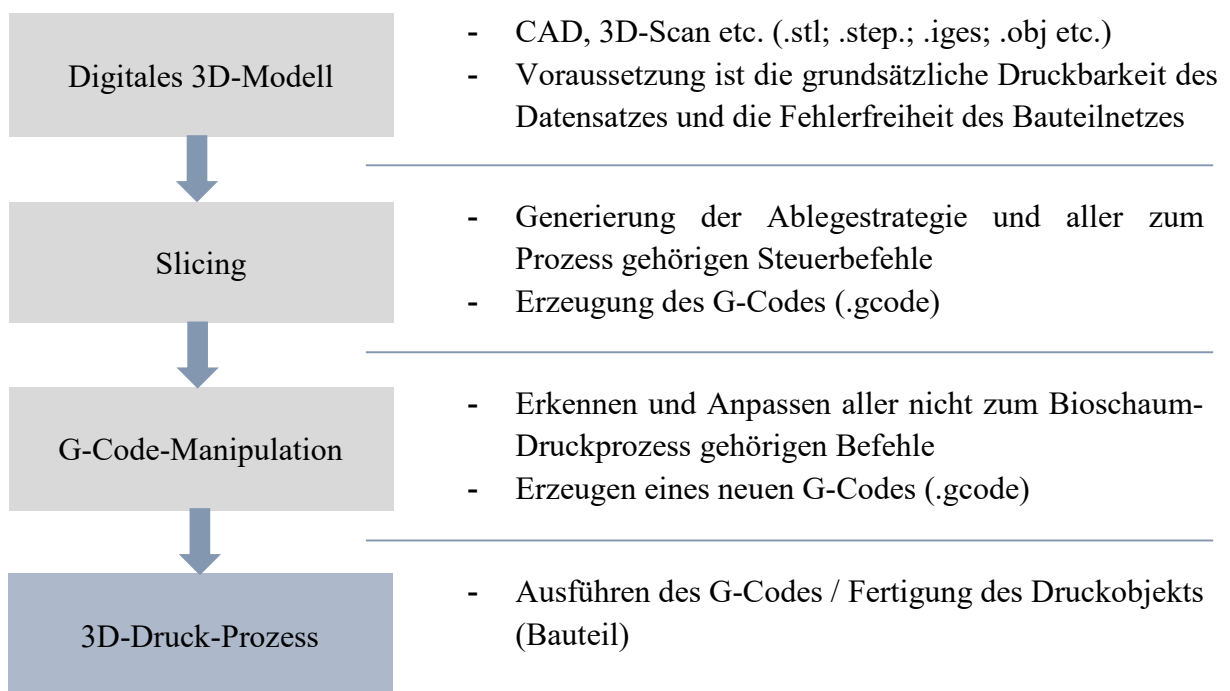 Digitales 3D-Modell
- CAD, 3D-Scan etc. (.stl; .step.; .iges; .obj etc.)
- Voraussetzung ist die grundsätzliche Druckbarkeit des
Datensatzes und die Fehlerfreiheit des Bauteilnetzes
Slicing
- Generierung der Ablegestrategie und aller zum
Prozess gehörigen Steuerbefehle
- Erzeugung des G-Codes (.gcode)
G-Code-Manipulation
- Erkennen und Anpassen aller nicht zum Bioschaum-
Druckprozess gehörigen Befehle
- Erzeugen eines neuen G-Codes (.gcode)
3D-Druck-Prozess
- Ausführen des G-Codes / Fertigung des Druckobjekts
(Bauteil)